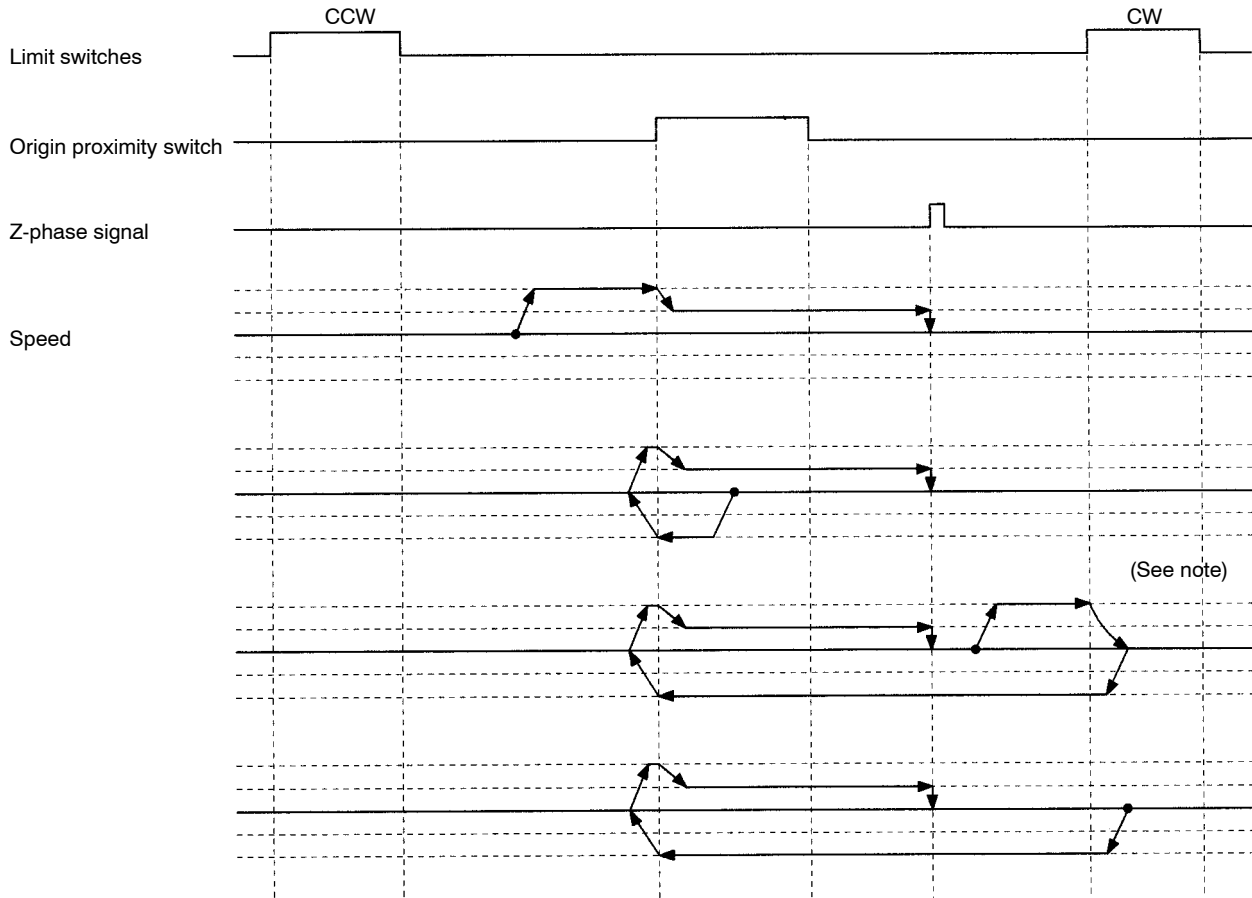 CCW
CW
Limit switches
Origin proximity switch
Z-phase signal
Speed
(See note)